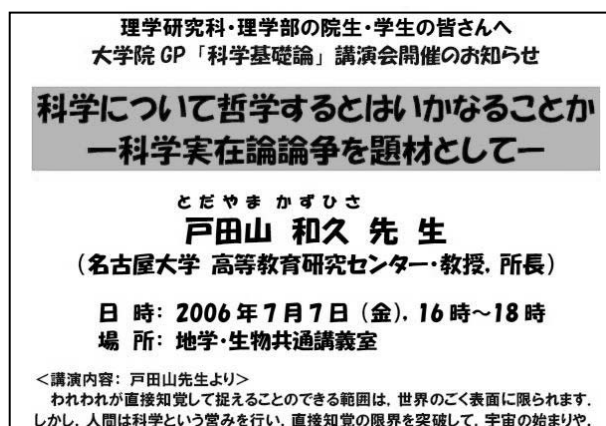 理学研究科・理学部の院生・学生の皆さんへ
大学院 GP「科学基礎論」講演会開催のお知らせ
科学について哲学するとはいかなることか
ー科学実在論論争を題材としてー
とだやま かずひさ
戸田山 和久 先 生
(名古屋大学 高等教育研究センター・教授, 所長)
日 時: 2006年7月7日 (金), 16時～18時
場 所: 地学・生物共通講義室
＜講演内容: 戸田山先生より＞
われわれが直接知覚して捉えることのできる範囲は, 世界のごく表面に限られます.
しかし, 人間は科学という営みを行い, 直接知覚の限界を突破して, 宇宙の始まりや,